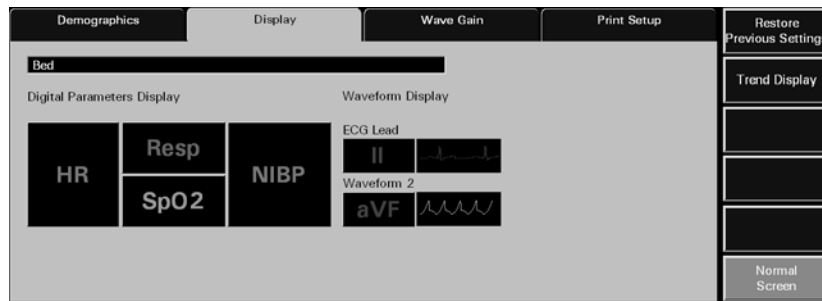 Demographics
Display
Wave Gain
Print Setup
Restore
Previous Setting
Bed
Trend Display
Digital Parameters Display
Waveform Display
ECG Lead
HR
Resp
SpO2
NIBP
II
Waveform 2
aVF
Normal
Screen